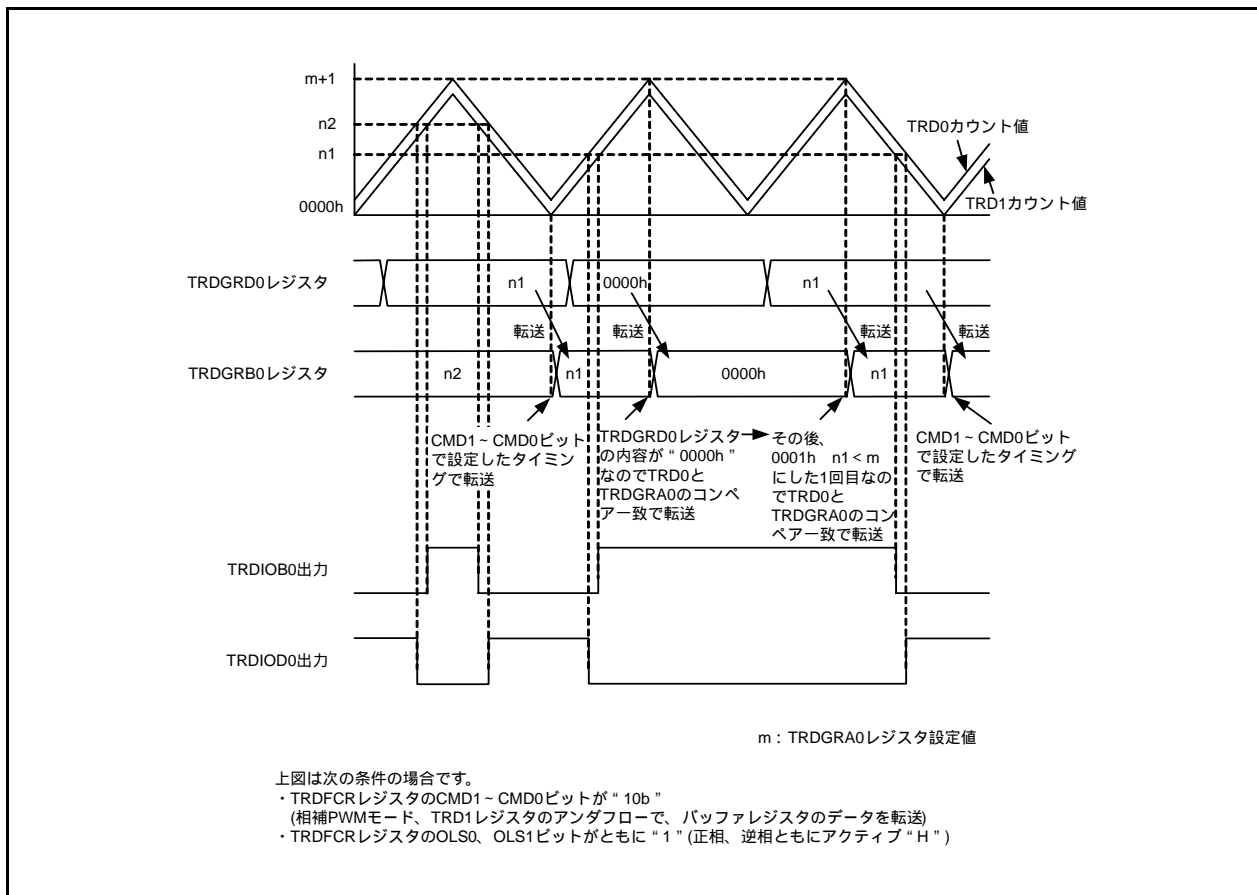 m+1
n2
n1
0000h
TRD0カウント値
TRD1カウント値
TRDGRD0レジスタ
n1
0000h
n1
転送
転送
転送
転送
TRDGRB0レジスタ
n2
n1
0000h
n1
CMD1~CMD0ビット
で設定したタイミン
グで転送
TRDGRD0レジスタ
の内容が“0000h”
なのでTRD0と
TRDGRA0のコンペ
ア一致で転送
その後、
0001h n1<m
にした1回目なの
でTRD0と
TRDGRA0のコン
ペア一致で転送
CMD1~CMD0ビット
で設定したタイミング
で転送
TRDIOB0出力
TRDIOD0出力
m:TRDGRA0レジスタ設定値
上図は次の条件の場合です。
・TRDFCRレジスタのCMD1~CMD0ビットが“10b”
(相補PWMモード、TRD1レジスタのアンダフローで、バッファレジスタのデータを転送)
・TRDFCRレジスタのOLS0、OLS1ビットがともに“1”(正相、逆相ともにアクティブ“H”)